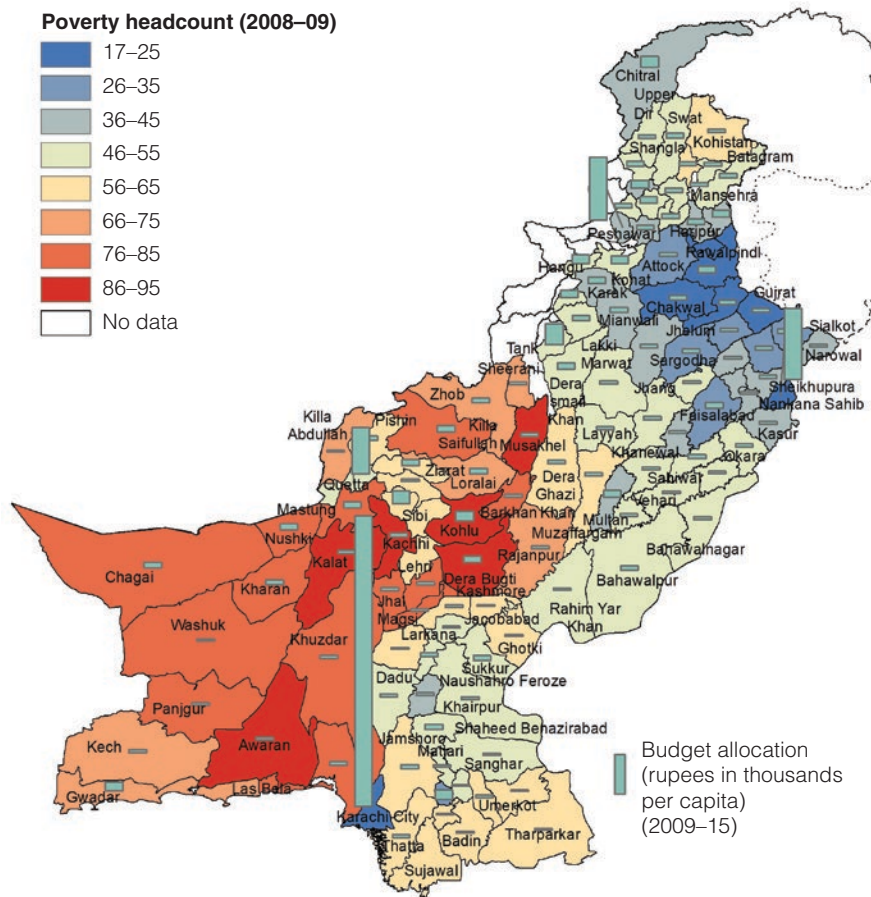 Poverty headcount (2008–09)
17–25
26–35
36–45
46–55
56–65
66–75
76–85
86–95
No data
Chitral
Upper
Dir
Swat
Kohistan
Shangla
Batagram
Mansehra
Peshawar
Haripur
Rawalpindi
Hangu
Kohat
Attock
Karak
Chakwal
Gujrat
Mianwali
Jhelum
Sialkot
Tank
Lakki
Sargodha
Narowal
Sheerani
Marwat
Zhob
Dera
Jhang
Sheikhupura
Ismail
Nankana Sahib
Killa
Pishin
Killa
Khan
Faisalabad
Abdullah
Saifullah
Musakhel
Layyah
Kasur
Khanewal
Okara
Ziarat
Quetta
Loralai
Dera
Sahiwal
Ghazi
Mastung
Sibi
Barkhan
Khan
Multan
Vehari
Nushki
Kohlu
Muzaffargarh
Kalat
Kachhi
Rajanpur
Bahawalnagar
Chagai
Lehri
Kharan
Dera Bugti
Bahawalpur
Kashmore
Jhal
Rahim Yar
Magsi
Jacobabad
Khan
Washuk
Khuzdar
Larkana
Ghotki
Sukkur
Dadu
Naushahro Feroze
Panjgur
Khairpur
Jamshoro
Shaheed Benazirabad
Kech
Awaran
Matiari
Sanghar
Gwadar
Las Bela
Umerkot
Karachi City
Thatta
Badin
Tharparkar
Sujawal
Budget allocation
(rupees in thousands
per capita)
(2009–15)